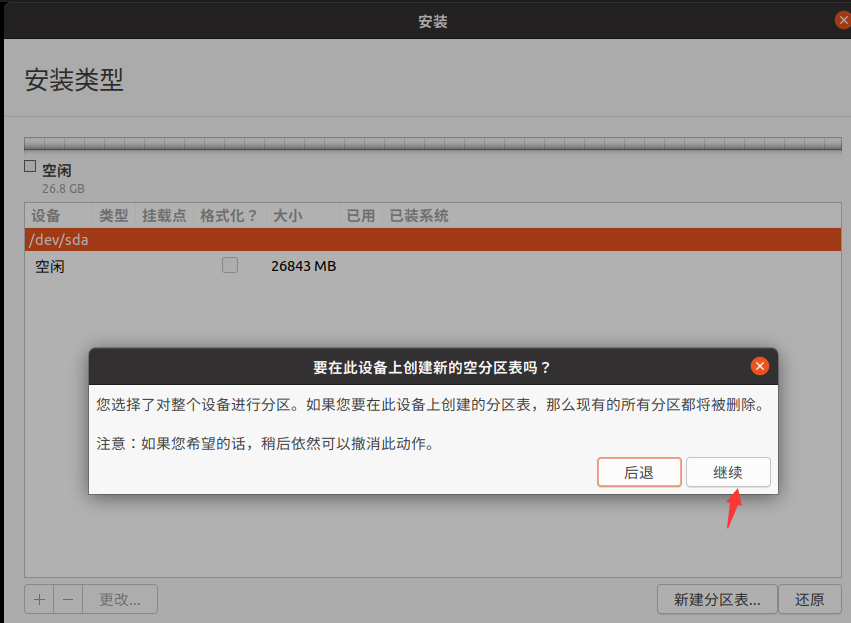 安装
安装类型
空闲
26.8 GB
设备 类型 挂载点 格式化？ 大小 已用 已装系统
/dev/sda
空闲 26843 MB
要在此设备上创建新的空分区表吗？
您选择了对整个设备进行分区。如果您要在此设备上创建的分区表，那么现有的所有分区都将被删除。
注意：如果您希望的话，稍后依然可以撤消此动作。
后退 继续
+ − 更改... 新建分区表... 还原